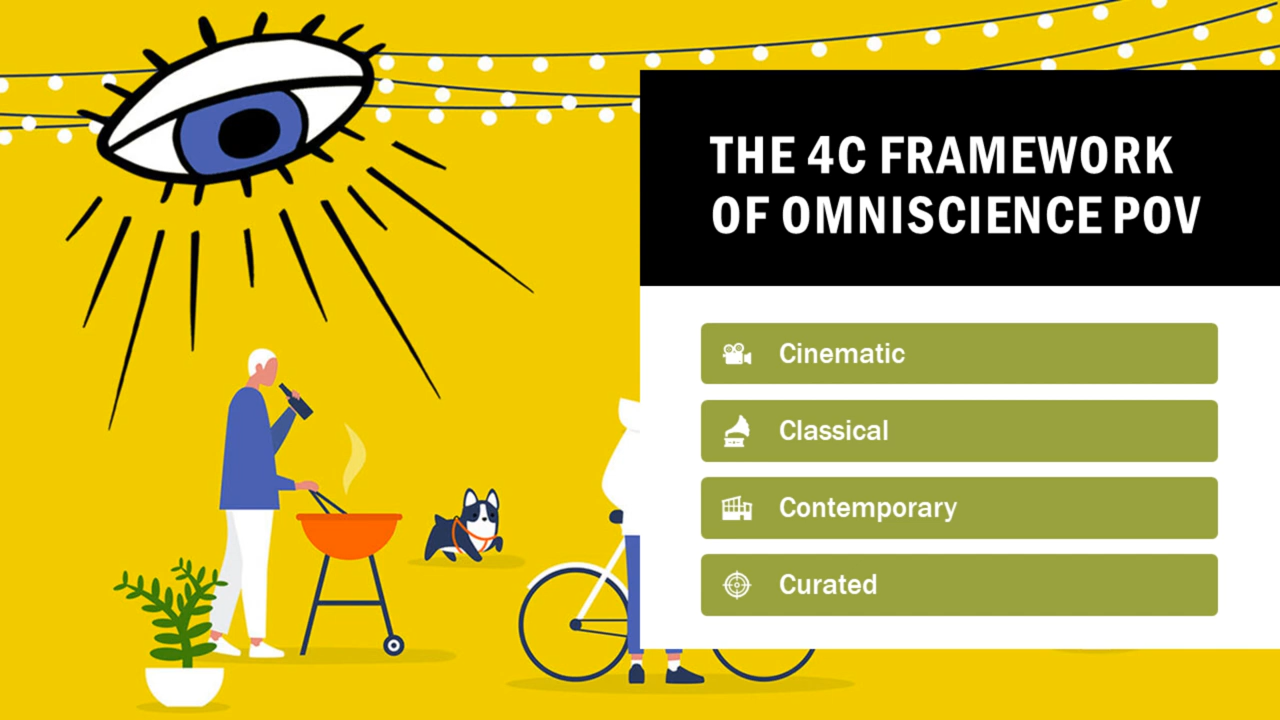 THE 4C FRAMEWORK
OF OMNISCIENCE POV
Cinematic
Classical
Contemporary
Curated